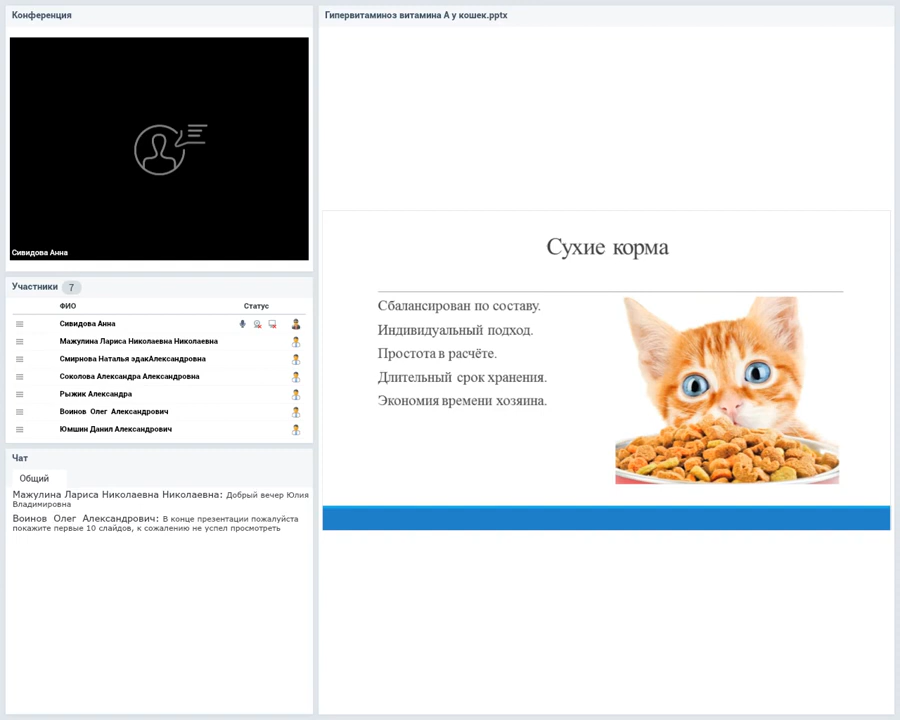 Конференция
Сивидова Анна
Участники 7
ФИО Статус
Сивидова Анна
Мажулина Лариса Николаевна Николаевна
Смирнова Наталья эдакАлександровна
Соколова Александра Александровна
Рыжик Александра
Воинов Олег Александрович
Юмшин Данил Александрович
Чат
Общий
Мажулина Лариса Николаевна Николаевна: Добрый вечер Юлия
Владимировна
Воинов Олег Александрович: В конце презентации пожалуйста
покажите первые 10 слайдов, к сожалению не успел просмотреть
Гипервитаминоз витамина А у кошек.pptx
Сухие корма
Сбалансирован по составу.
Индивидуальный подход.
Простота в расчёте.
Длительный срок хранения.
Экономия времени хозяина.